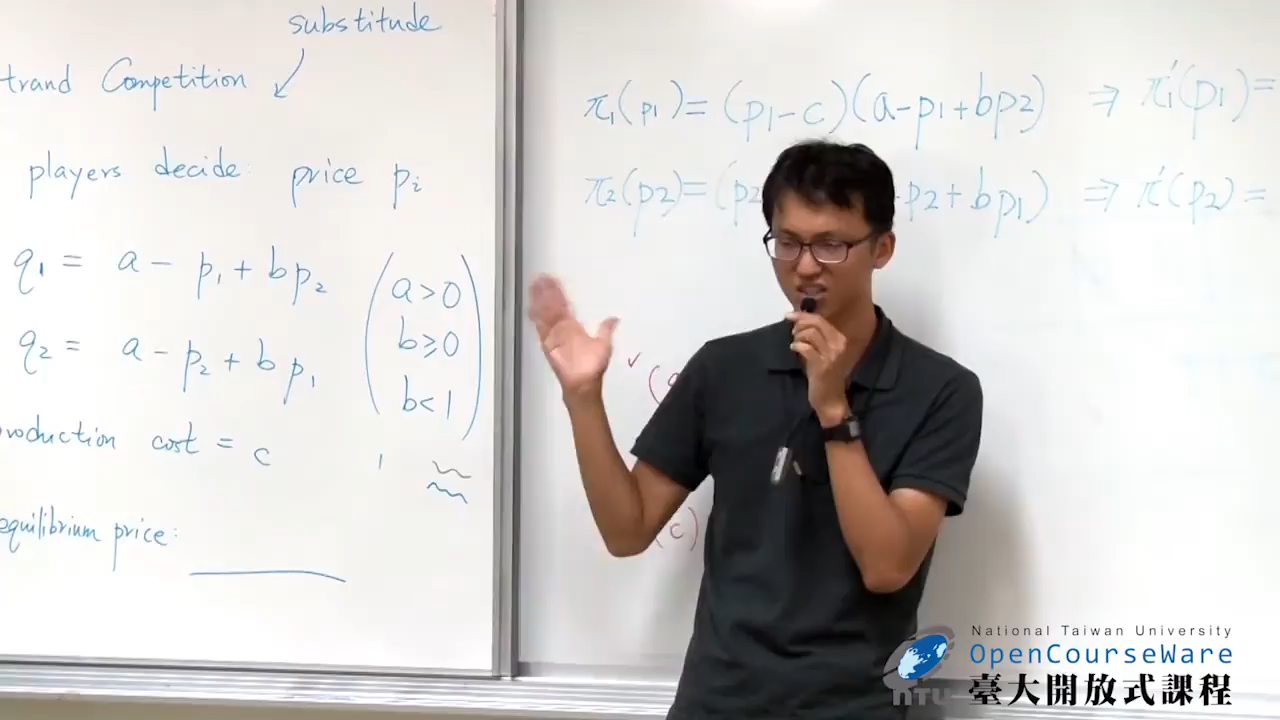 substitude
trand Competition
players decide: price pi
q1 = a - p1 + bp2
q2 = a - p2 + bp1
(a>0
b≥0
b<1)
roduction cost = c
equilibrium price:
π1(p1)=(p1-c)(a-p1+bp2) ⇒ π1'(p1)=
π2(p2)=(p2 -p2+bp1) ⇒ π'(p2)=
(c)
National Taiwan University
OpenCourseWare
臺大開放式課程
NTU